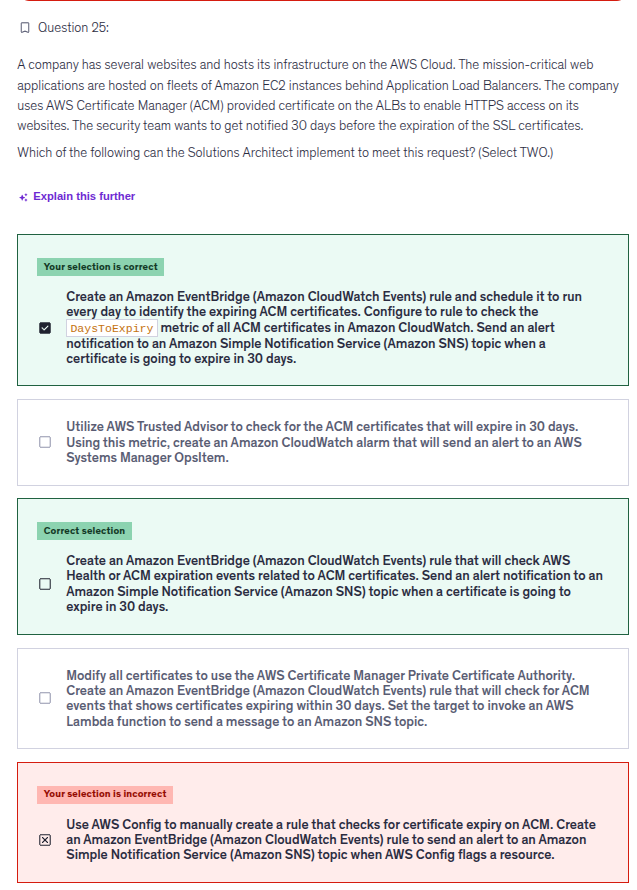 Question 25:
A company has several websites and hosts its infrastructure on the AWS Cloud. The mission-critical web
applications are hosted on fleets of Amazon EC2 instances behind Application Load Balancers. The company
uses AWS Certificate Manager (ACM) provided certificate on the ALBs to enable HTTPS access on its
websites. The security team wants to get notified 30 days before the expiration of the SSL certificates.
Which of the following can the Solutions Architect implement to meet this request? (Select TWO.)
Explain this further
Your selection is correct
Create an Amazon EventBridge (Amazon CloudWatch Events) rule and schedule it to run
every day to identify the expiring ACM certificates. Configure to rule to check the
DaysToExpiry metric of all ACM certificates in Amazon CloudWatch. Send an alert
notification to an Amazon Simple Notification Service (Amazon SNS) topic when a
certificate is going to expire in 30 days.
Utilize AWS Trusted Advisor to check for the ACM certificates that will expire in 30 days.
Using this metric, create an Amazon CloudWatch alarm that will send an alert to an AWS
Systems Manager OpsItem.
Correct selection
Create an Amazon EventBridge (Amazon CloudWatch Events) rule that will check AWS
Health or ACM expiration events related to ACM certificates. Send an alert notification to an
Amazon Simple Notification Service (Amazon SNS) topic when a certificate is going to
expire in 30 days.
Modify all certificates to use the AWS Certificate Manager Private Certificate Authority.
Create an Amazon EventBridge (Amazon CloudWatch Events) rule that will check for ACM
events that shows certificates expiring within 30 days. Set the target to invoke an AWS
Lambda function to send a message to an Amazon SNS topic.
Your selection is incorrect
Use AWS Config to manually create a rule that checks for certificate expiry on ACM. Create
an Amazon EventBridge (Amazon CloudWatch Events) rule to send an alert to an Amazon
Simple Notification Service (Amazon SNS) topic when AWS Config flags a resource.